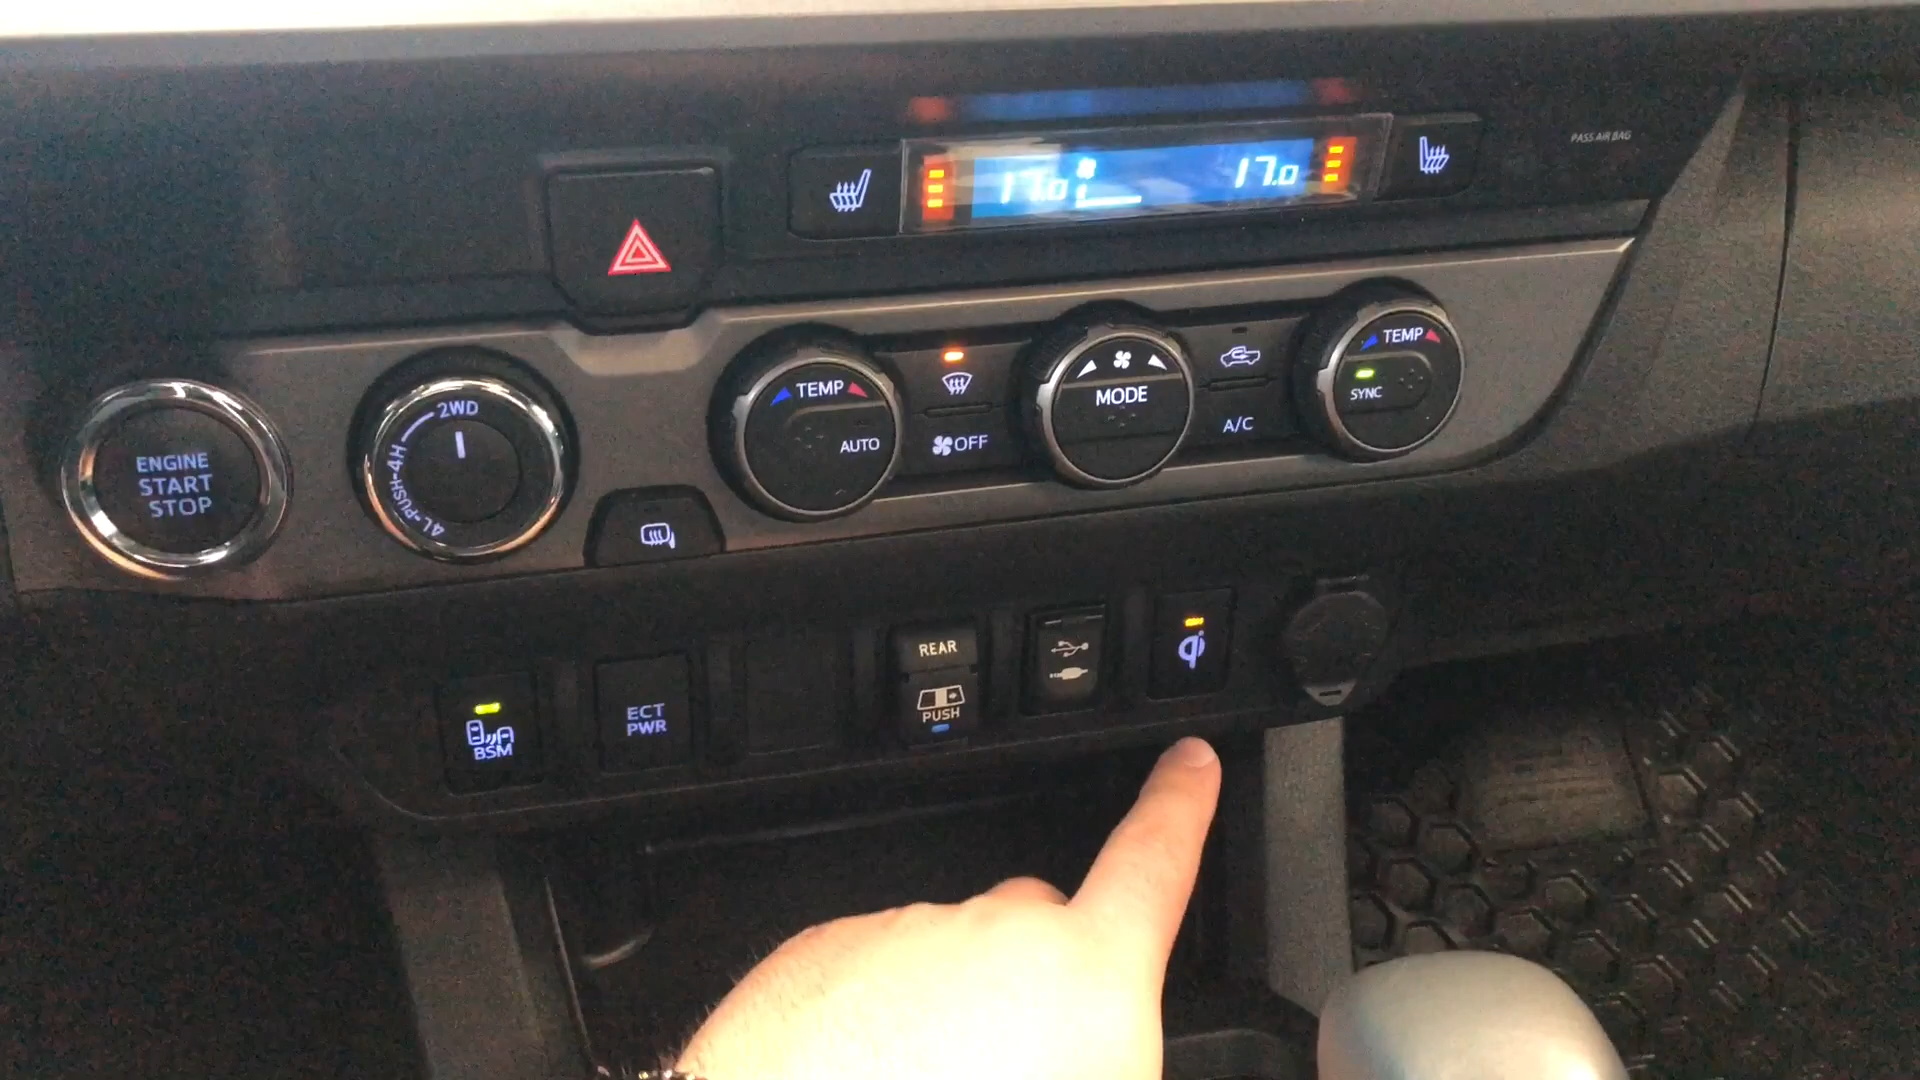 PASS AIR BAG
17.0
17.0
TEMP
AUTO
OFF
MODE
A/C
TEMP
SYNC
ENGINE
START
STOP
2WD
4L-PUSH-4H
REAR
PUSH
qi
BSM
ECT
PWR